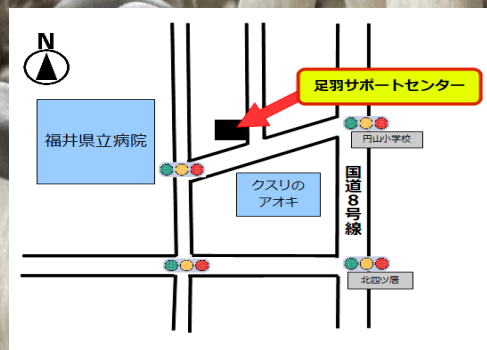 N
足羽サポートセンター
福井県立病院
円山小学校
クスリの
アオキ
国道8号線
北四ツ居